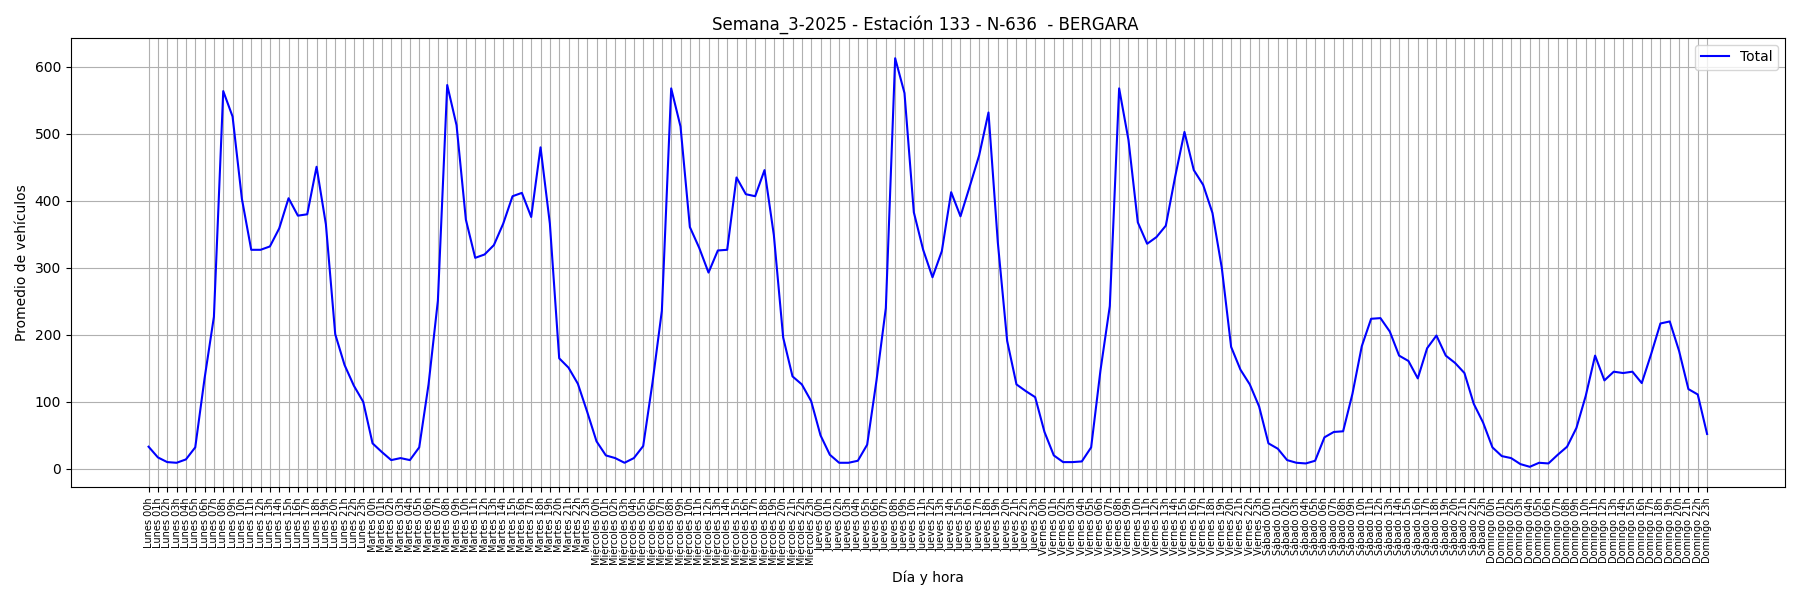 Semana_3-2025 - Estación 133 - N-636  - BERGARA
Total
Promedio de vehículos
600
500
400
300
200
100
0
Lunes 00h
Lunes 01h
Lunes 02h
Lunes 03h
Lunes 04h
Lunes 05h
Lunes 06h
Lunes 07h
Lunes 08h
Lunes 09h
Lunes 10h
Lunes 11h
Lunes 12h
Lunes 13h
Lunes 14h
Lunes 15h
Lunes 16h
Lunes 17h
Lunes 18h
Lunes 19h
Lunes 20h
Lunes 21h
Lunes 22h
Lunes 23h
Martes 00h
Martes 01h
Martes 02h
Martes 03h
Martes 04h
Martes 05h
Martes 06h
Martes 07h
Martes 08h
Martes 09h
Martes 10h
Martes 11h
Martes 12h
Martes 13h
Martes 14h
Martes 15h
Martes 16h
Martes 17h
Martes 18h
Martes 19h
Martes 20h
Martes 21h
Martes 22h
Martes 23h
Miércoles 00h
Miércoles 01h
Miércoles 02h
Miércoles 03h
Miércoles 04h
Miércoles 05h
Miércoles 06h
Miércoles 07h
Miércoles 08h
Miércoles 09h
Miércoles 10h
Miércoles 11h
Miércoles 12h
Miércoles 13h
Miércoles 14h
Miércoles 15h
Miércoles 16h
Miércoles 17h
Miércoles 18h
Miércoles 19h
Miércoles 20h
Miércoles 21h
Miércoles 22h
Miércoles 23h
Jueves 00h
Jueves 01h
Jueves 02h
Jueves 03h
Jueves 04h
Jueves 05h
Jueves 06h
Jueves 07h
Jueves 08h
Jueves 09h
Jueves 10h
Jueves 11h
Jueves 12h
Jueves 13h
Jueves 14h
Jueves 15h
Jueves 16h
Jueves 17h
Jueves 18h
Jueves 19h
Jueves 20h
Jueves 21h
Jueves 22h
Jueves 23h
Viernes 00h
Viernes 01h
Viernes 02h
Viernes 03h
Viernes 04h
Viernes 05h
Viernes 06h
Viernes 07h
Viernes 08h
Viernes 09h
Viernes 10h
Viernes 11h
Viernes 12h
Viernes 13h
Viernes 14h
Viernes 15h
Viernes 16h
Viernes 17h
Viernes 18h
Viernes 19h
Viernes 20h
Viernes 21h
Viernes 22h
Viernes 23h
Sábado 00h
Sábado 01h
Sábado 02h
Sábado 03h
Sábado 04h
Sábado 05h
Sábado 06h
Sábado 07h
Sábado 08h
Sábado 09h
Sábado 10h
Sábado 11h
Sábado 12h
Sábado 13h
Sábado 14h
Sábado 15h
Sábado 16h
Sábado 17h
Sábado 18h
Sábado 19h
Sábado 20h
Sábado 21h
Sábado 22h
Sábado 23h
Domingo 00h
Domingo 01h
Domingo 02h
Domingo 03h
Domingo 04h
Domingo 05h
Domingo 06h
Domingo 07h
Domingo 08h
Domingo 09h
Domingo 10h
Domingo 11h
Domingo 12h
Domingo 13h
Domingo 14h
Domingo 15h
Domingo 16h
Domingo 17h
Domingo 18h
Domingo 19h
Domingo 20h
Domingo 21h
Domingo 22h
Domingo 23h
Día y hora